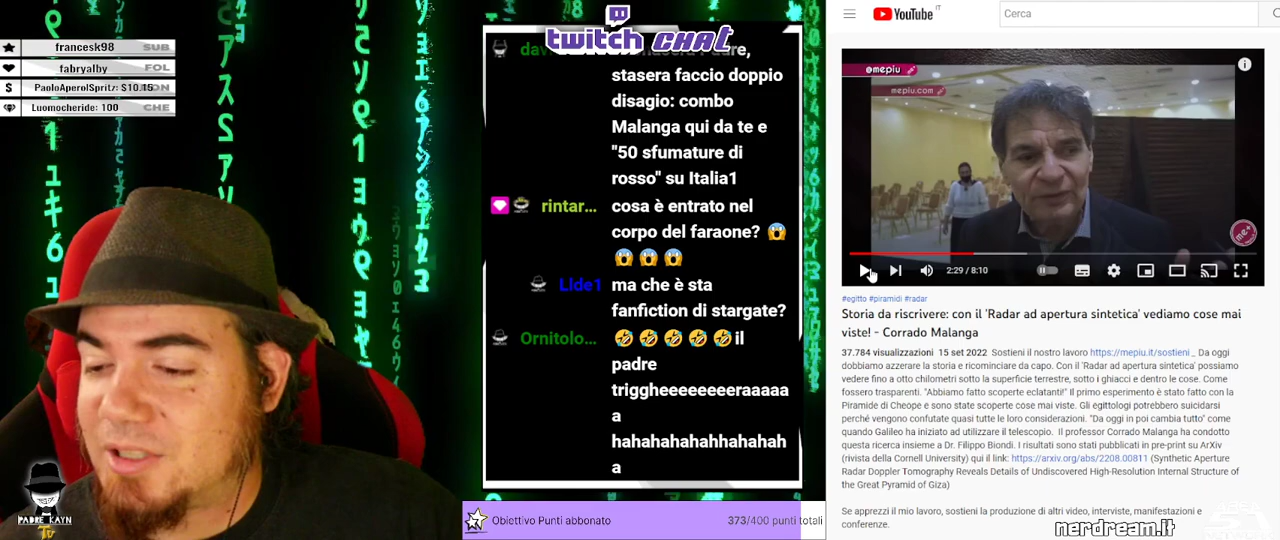 francesk98 SUB
fabryalby FOL
PaoloAperolSpritz: $10.15
Luomocheride: 100 CHE
PADRE KAYN
TV
twitch CHAT
Padre,
stasera faccio doppio
disagio: combo
Malanga qui da te e
"50 sfumature di
rosso" su Italia1
rintar... cosa è entrato nel
corpo del faraone? 😱
😱 😱 😱
LIde1 ma che è sta
fanfiction di stargate?
Ornitolo... 🤣 🤣 🤣 🤣 🤣 il
padre
triggheeeeeeeraaaaa
a
hahahahahahhahahah
a
Obiettivo Punti abbonato 373/400 punti totali
YouTube IT
Cerca
@mepiu
mepiu.com
me+
2:29 / 8:10
#egitto #piramidi #radar
Storia da riscrivere: con il 'Radar ad apertura sintetica' vediamo cose mai
viste! - Corrado Malanga
37.784 visualizzazioni 15 set 2022 Sostieni il nostro lavoro https://mepiu.it/sostieni_ Da oggi
dobbiamo azzerare la storia e ricominciare da capo. Con il 'Radar ad apertura sintetica' possiamo
vedere fino a otto chilometri sotto la superficie terrestre, sotto i ghiacci e dentro le cose. Come
fossero trasparenti. "Abbiamo fatto scoperte eclatanti!" Il primo esperimento è stato fatto con la
Piramide di Cheope e sono state scoperte cose mai viste. Gli egittologi potrebbero suicidarsi
perché vengono confutate quasi tutte le loro considerazioni. "Da oggi in poi cambia tutto" come
quando Galileo ha iniziato ad utilizzare il telescopio. Il professor Corrado Malanga ha condotto
questa ricerca insieme a Dr. Filippo Biondi. I risultati sono stati pubblicati in pre-print su ArXiv
(rivista della Cornell University) qui il link: https://arxiv.org/abs/2208.00811 (Synthetic Aperture
Radar Doppler Tomography Reveals Details of Undiscovered High-Resolution Internal Structure of
the Great Pyramid of Giza)
Se apprezzi il mio lavoro, sostieni la produzione di altri video, interviste, manifestazioni e
conferenze.
nerdream.it